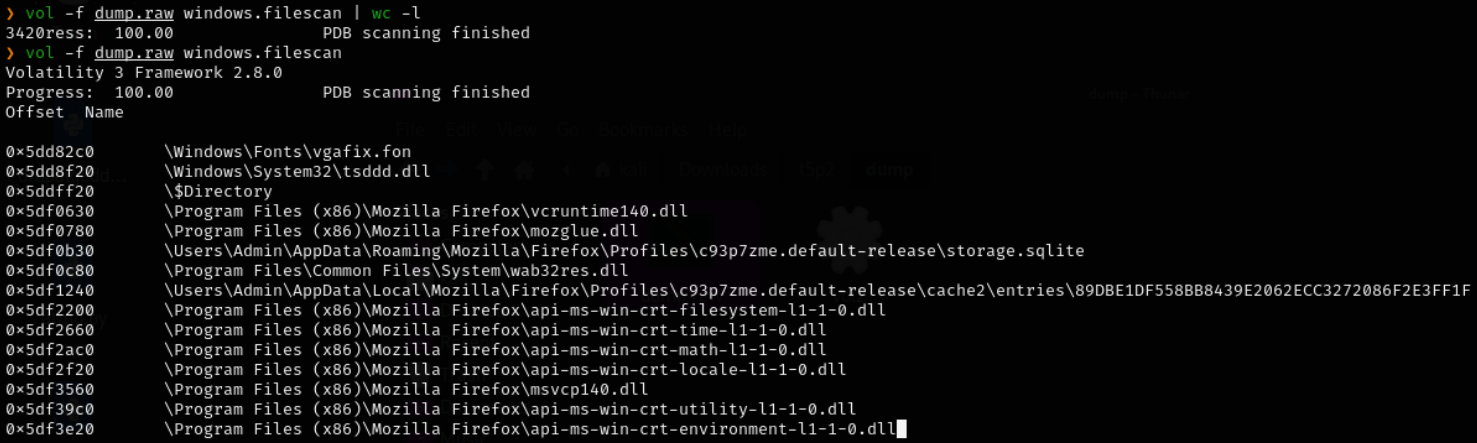 ❯ vol -f dump.raw windows.filescan | wc -l
3420ress:  100.00               PDB scanning finished
❯ vol -f dump.raw windows.filescan
Volatility 3 Framework 2.8.0
Progress:  100.00               PDB scanning finished
Offset  Name
File Edit View Go Bookmarks Help
0×5dd82c0       \Windows\Fonts\vgafix.fon
0×5dd8f20       \Windows\System32\tsddd.dll
Downloads dump
0×5ddff20       \$Directory
0×5df0630       \Program Files (x86)\Mozilla Firefox\vcruntime140.dll
0×5df0780       \Program Files (x86)\Mozilla Firefox\mozglue.dll
0×5df0b30       \Users\Admin\AppData\Roaming\Mozilla\Firefox\Profiles\c93p7zme.default-release\storage.sqlite
0×5df0c80       \Program Files\Common Files\System\wab32res.dll
0×5df1240       \Users\Admin\AppData\Local\Mozilla\Firefox\Profiles\c93p7zme.default-release\cache2\entries\89DBE1DF558BB8439E2062ECC3272086F2E3FF1F
0×5df2200       \Program Files (x86)\Mozilla Firefox\api-ms-win-crt-filesystem-l1-1-0.dll
0×5df2660       \Program Files (x86)\Mozilla Firefox\api-ms-win-crt-time-l1-1-0.dll
0×5df2ac0       \Program Files (x86)\Mozilla Firefox\api-ms-win-crt-math-l1-1-0.dll
0×5df2f20       \Program Files (x86)\Mozilla Firefox\api-ms-win-crt-locale-l1-1-0.dll
0×5df3560       \Program Files (x86)\Mozilla Firefox\msvcp140.dll
0×5df39c0       \Program Files (x86)\Mozilla Firefox\api-ms-win-crt-utility-l1-1-0.dll
0×5df3e20       \Program Files (x86)\Mozilla Firefox\api-ms-win-crt-environment-l1-1-0.dll